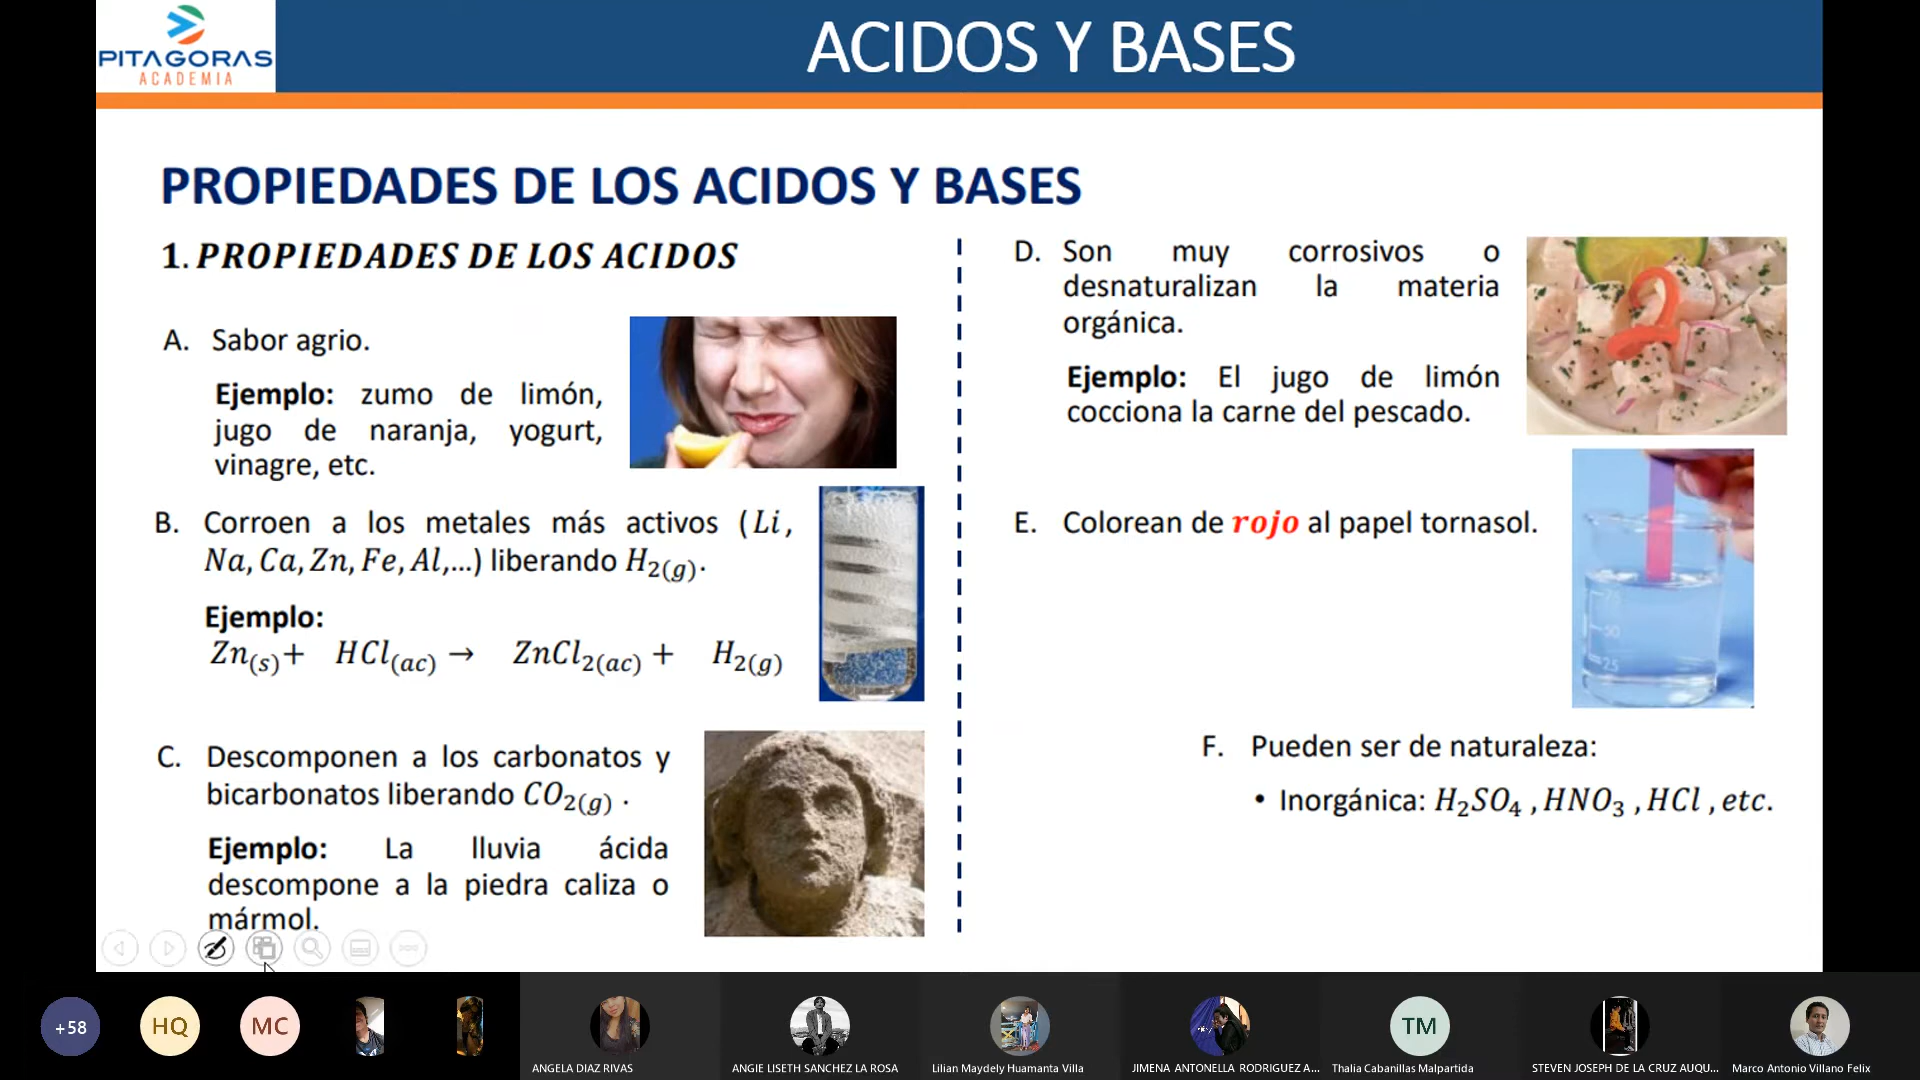 PITAGORAS
ACADEMIA
ACIDOS Y BASES
PROPIEDADES DE LOS ACIDOS Y BASES
1. PROPIEDADES DE LOS ACIDOS
A. Sabor agrio.
Ejemplo: zumo de limón,
jugo de naranja, yogurt,
vinagre, etc.
B. Corroen a los metales más activos (Li,
Na, Ca, Zn, Fe, Al,...) liberando H2(g).
Ejemplo:
Zn(s)+ HCl(ac) → ZnCl2(ac) + H2(g)
C. Descomponen a los carbonatos y
bicarbonatos liberando CO2(g) .
Ejemplo: La lluvia ácida
descompone a la piedra caliza o
mármol.
D. Son muy corrosivos o
desnaturalizan la materia
orgánica.
Ejemplo: El jugo de limón
cocciona la carne del pescado.
E. Colorean de rojo al papel tornasol.
50
25
F. Pueden ser de naturaleza:
• Inorgánica: H2SO4 , HNO3 , HCl , etc.
+58
HQ
MC
TM
ANGELA DIAZ RIVAS
ANGIE LISETH SANCHEZ LA ROSA
Lilian Maydely Huamanta Villa
JIMENA ANTONELLA RODRIGUEZ A...
Thalia Cabanillas Malpartida
STEVEN JOSEPH DE LA CRUZ AUQU...
Marco Antonio Villano Felix